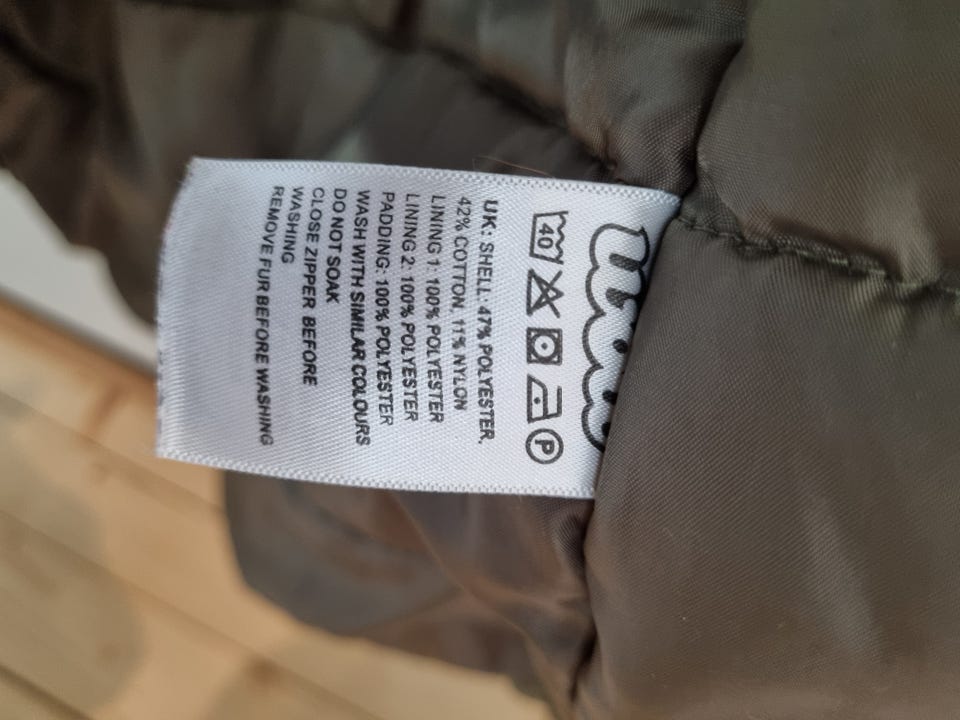 40 P
UK: SHELL: 47% POLYESTER,
42% COTTON, 11% NYLON
LINING 1: 100% POLYESTER
LINING 2: 100% POLYESTER
PADDING: 100% POLYESTER
WASH WITH SIMILAR COLOURS
DO NOT SOAK
CLOSE ZIPPER BEFORE
WASHING
REMOVE FUR BEFORE WASHING